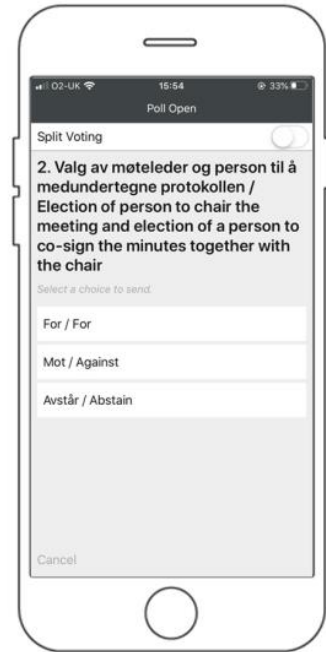 O2-UK 15:54 33%
Poll Open
Split Voting
2. Valg av møteleder og person til å
medundertegne protokollen /
Election of person to chair the
meeting and election of a person to
co-sign the minutes together with
the chair
Select a choice to send.
For / For
Mot / Against
Avstår / Abstain
Cancel